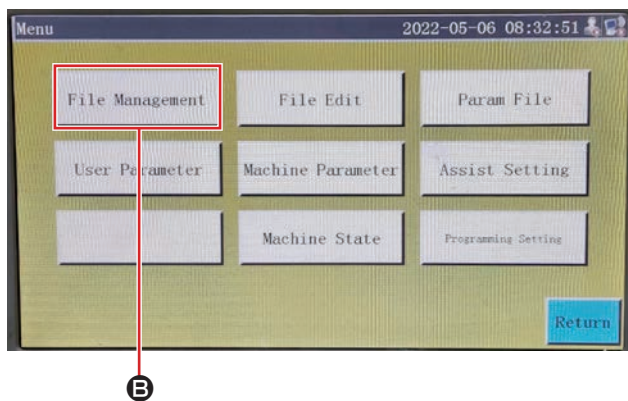 Menu 2022-05-06 08:32:51
File Management File Edit Param File
User Parameter Machine Parameter Assist Setting
Machine State Programming Setting
Return
B